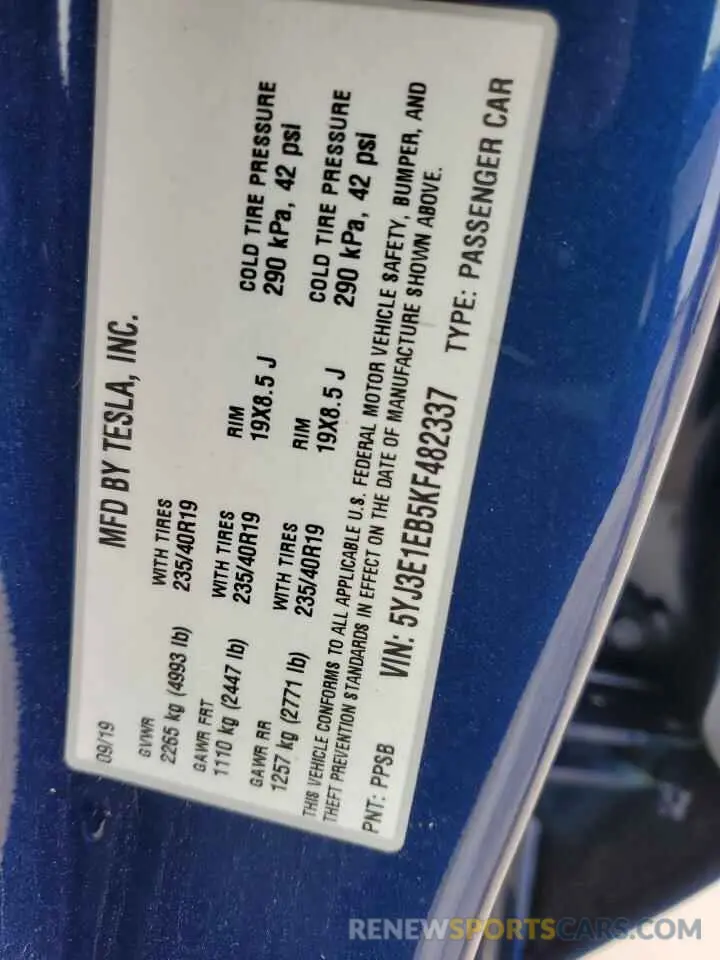 MFD BY TESLA, INC.
09/19
GVWR WITH TIRES RIM COLD TIRE PRESSURE
2265 kg (4993 lb) 235/40R19
GAWR FRT WITH TIRES RIM COLD TIRE PRESSURE
1110 kg (2447 lb) 235/40R19 19X8.5 J 290 kPa, 42 psi
GAWR RR WITH TIRES RIM COLD TIRE PRESSURE
1257 kg (2771 lb) 235/40R19 19X8.5 J 290 kPa, 42 psi
THIS VEHICLE CONFORMS TO ALL APPLICABLE U.S. FEDERAL MOTOR VEHICLE SAFETY, BUMPER, AND
THEFT PREVENTION STANDARDS IN EFFECT ON THE DATE OF MANUFACTURE SHOWN ABOVE.
PNT: PPSB VIN: 5YJ3E1EB5KF482337 TYPE: PASSENGER CAR
RENEWSPORTSCARS.COM